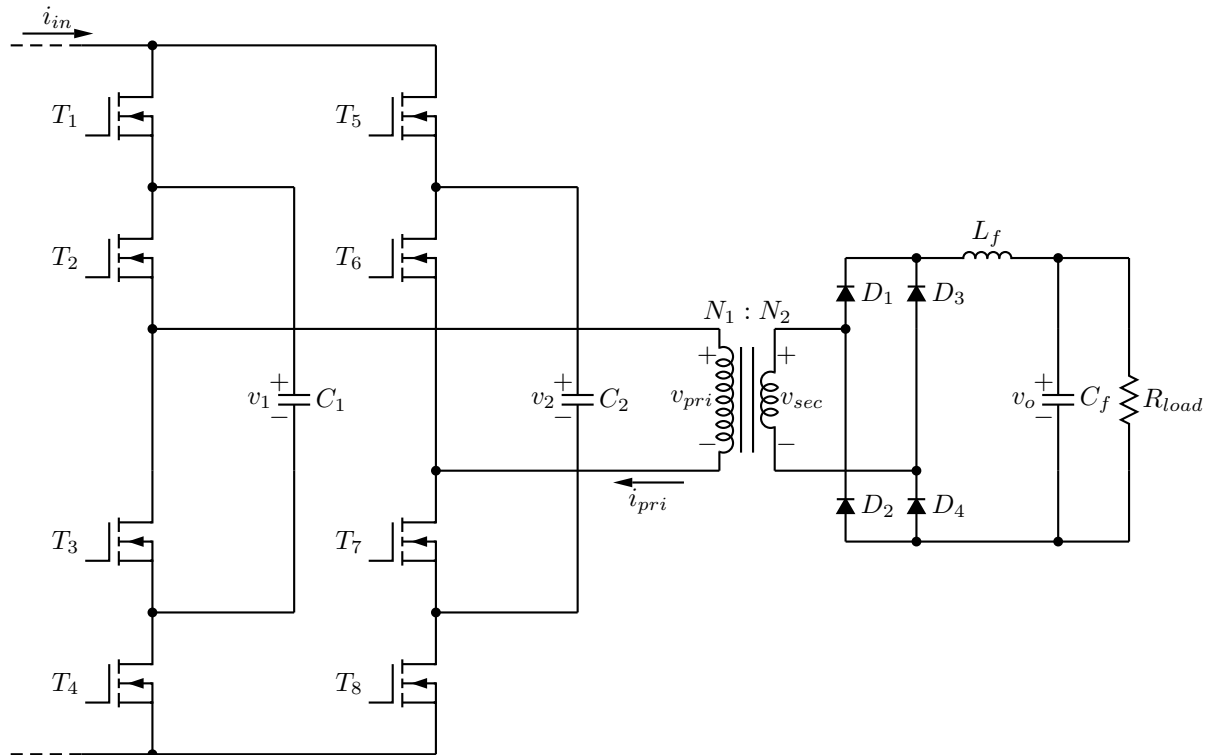 i_in
T_1
T_5
T_2
T_6
L_f
D_1
D_3
N_1 : N_2
+
+
+
+
+
v_1
C_1
v_2
C_2
v_pri
v_sec
v_o
C_f
R_load
−
−
−
−
−
i_pri
D_2
D_4
T_3
T_7
T_4
T_8